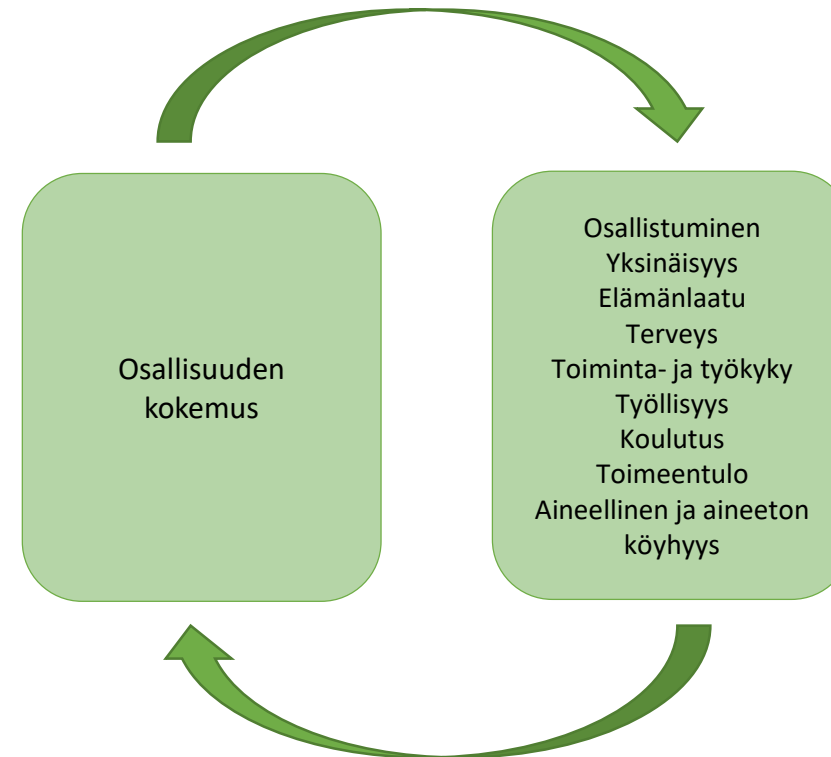 Osallisuuden
kokemus
Osallistuminen
Yksinäisyys
Elämänlaatu
Terveys
Toiminta- ja työkyky
Työllisyys
Koulutus
Toimeentulo
Aineellinen ja aineeton
köyhyys